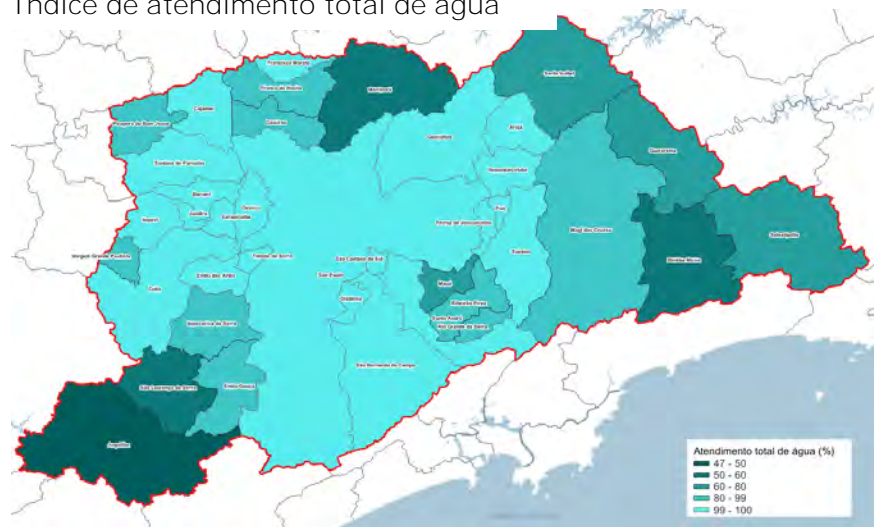 Índice de atendimento total de água
Francisco Morato
Mairiporã
Santa Isabel
Franco da Rocha
Cajamar
Pirapora do Bom Jesus
Caieiras
Guarulhos
Arujá
Guararema
Santana de Parnaíba
Itaquaquecetuba
Barueri
Osasco
Jandira
Carapicuíba
Itapevi
Poá
Mogi das Cruzes
Salesópolis
Suzano
Vargem Grande Paulista
Taboão da Serra
São Caetano do Sul
Biritiba Mirim
Embu das Artes
São Paulo
Cotia
Mauá
Diadema
Ribeirão Pires
Santo André
Itapecerica da Serra
Rio Grande da Serra
São Bernardo do Campo
São Lourenço da Serra
Embu-Guaçu
Juquitiba
Atendimento total de água (%)
47 - 50
50 - 60
60 - 80
80 - 99
99 - 100